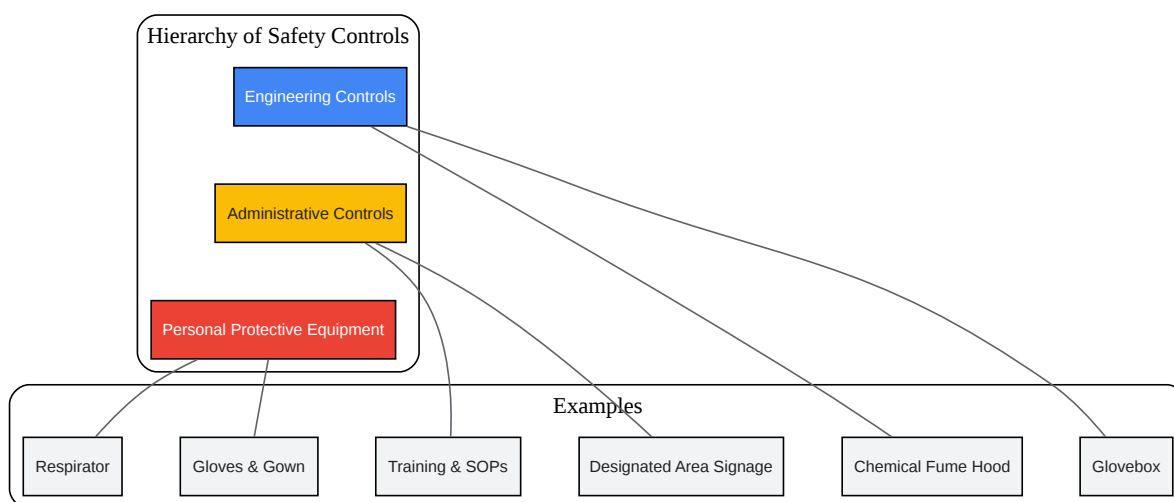 Hierarchy of Safety Controls
Engineering Controls
Administrative Controls
Personal Protective Equipment
Examples
Respirator
Gloves & Gown
Training & SOPs
Designated Area Signage
Chemical Fume Hood
Glovebox